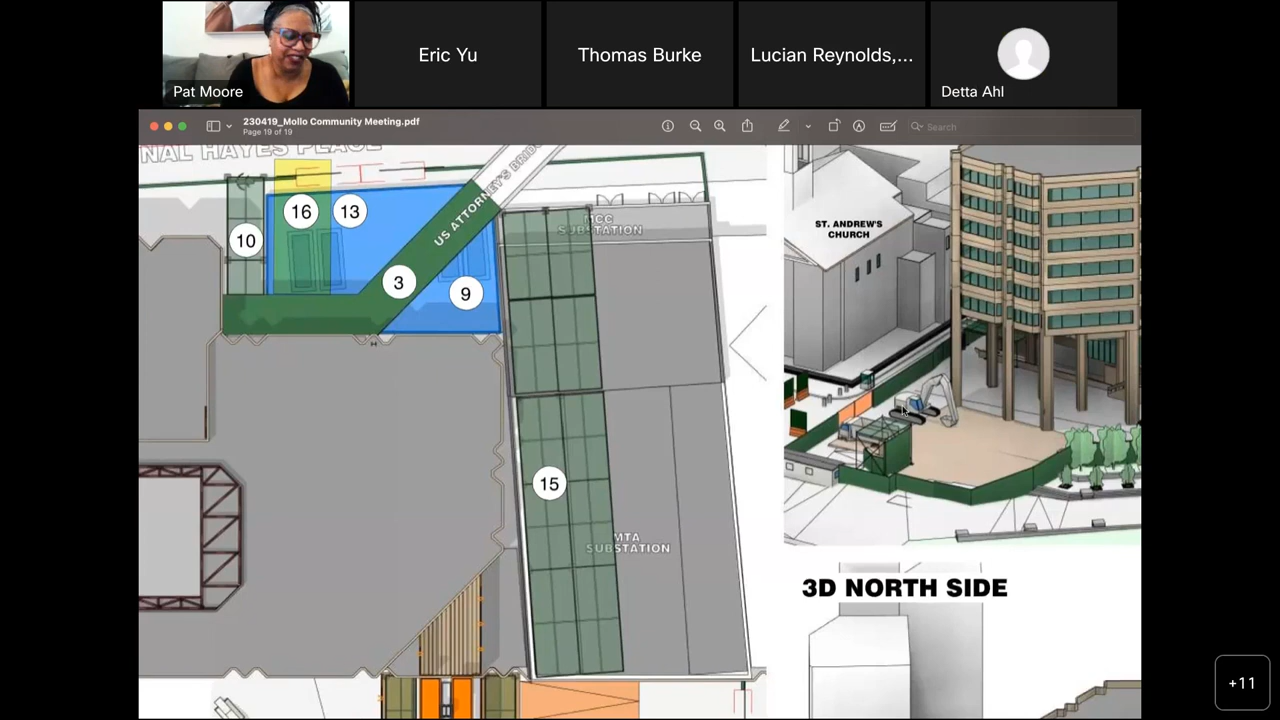 Pat Moore
Eric Yu
Thomas Burke
Lucian Reynolds,...
Detta Ahl
230419_Mollo Community Meeting.pdf
Page 19 of 19
Search
NAL HAYES PLACE
16
13
10
US ATTORNEY'S BRIDG
3
9
MCC
SUBSTATION
15
MTA
SUBSTATION
ST. ANDREW'S
CHURCH
3D NORTH SIDE
+11